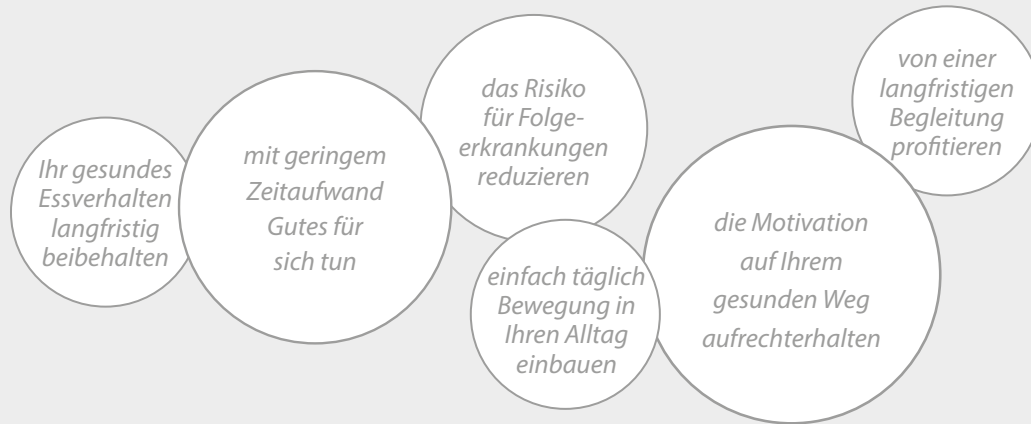 Ihr gesundes
Essverhalten
langfristig
beibehalten
mit geringem
Zeitaufwand
Gutes für
sich tun
das Risiko
für Folge-
erkrankungen
reduzieren
einfach täglich
Bewegung in
Ihren Alltag
einbauen
die Motivation
auf Ihrem
gesunden Weg
aufrechterhalten
von einer
langfristigen
Begleitung
profitieren